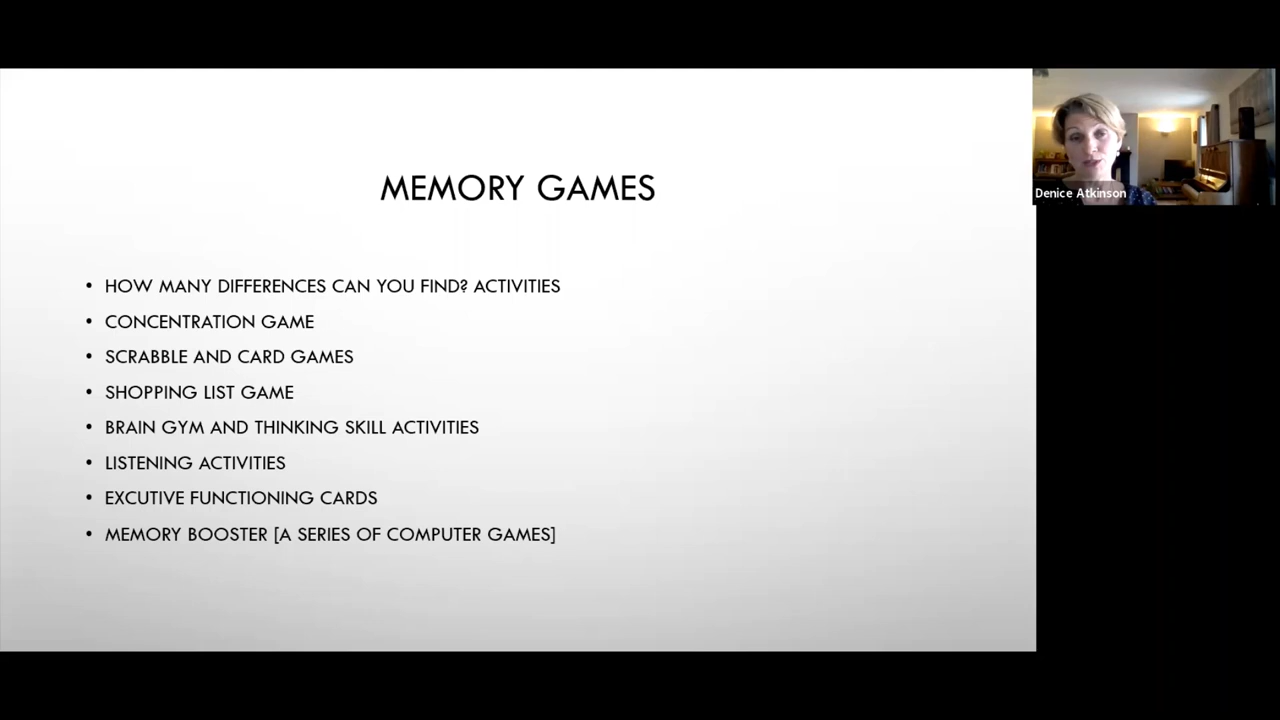 MEMORY GAMES
• HOW MANY DIFFERENCES CAN YOU FIND? ACTIVITIES
• CONCENTRATION GAME
• SCRABBLE AND CARD GAMES
• SHOPPING LIST GAME
• BRAIN GYM AND THINKING SKILL ACTIVITIES
• LISTENING ACTIVITIES
• EXCUTIVE FUNCTIONING CARDS
• MEMORY BOOSTER [A SERIES OF COMPUTER GAMES]
Denice Atkinson